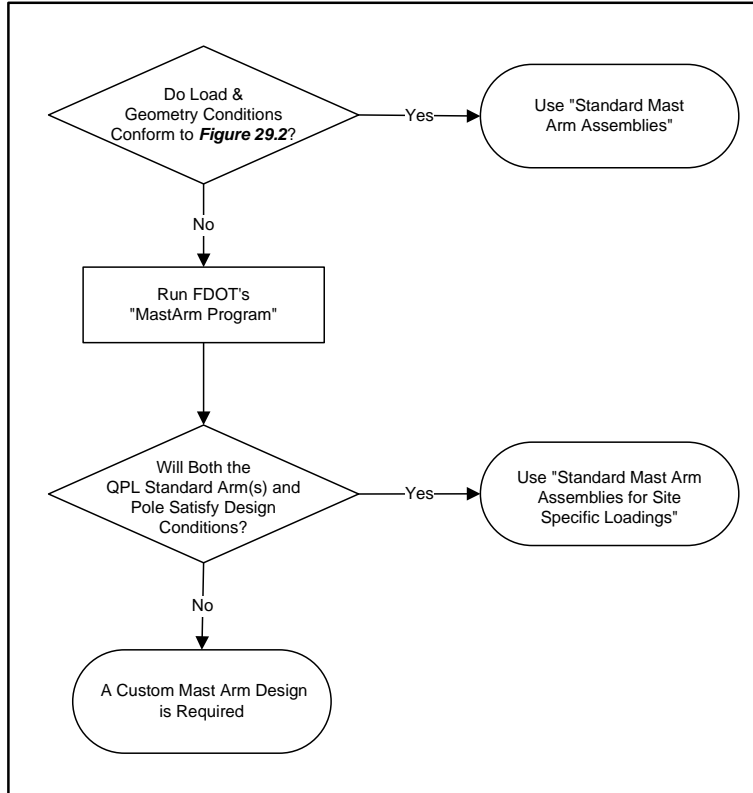 Do Load &
Geometry Conditions
Conform to Figure 29.2?
Yes
Use "Standard Mast
Arm Assemblies"
No
Run FDOT's
"MastArm Program"
Will Both the
QPL Standard Arm(s) and
Pole Satisfy Design
Conditions?
Yes
Use "Standard Mast Arm
Assemblies for Site
Specific Loadings"
No
A Custom Mast Arm Design
is Required